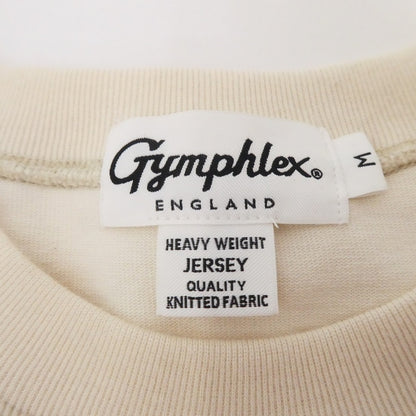 Gymphlex®
ENGLAND
M
HEAVY WEIGHT
JERSEY
QUALITY
KNITTED FABRIC